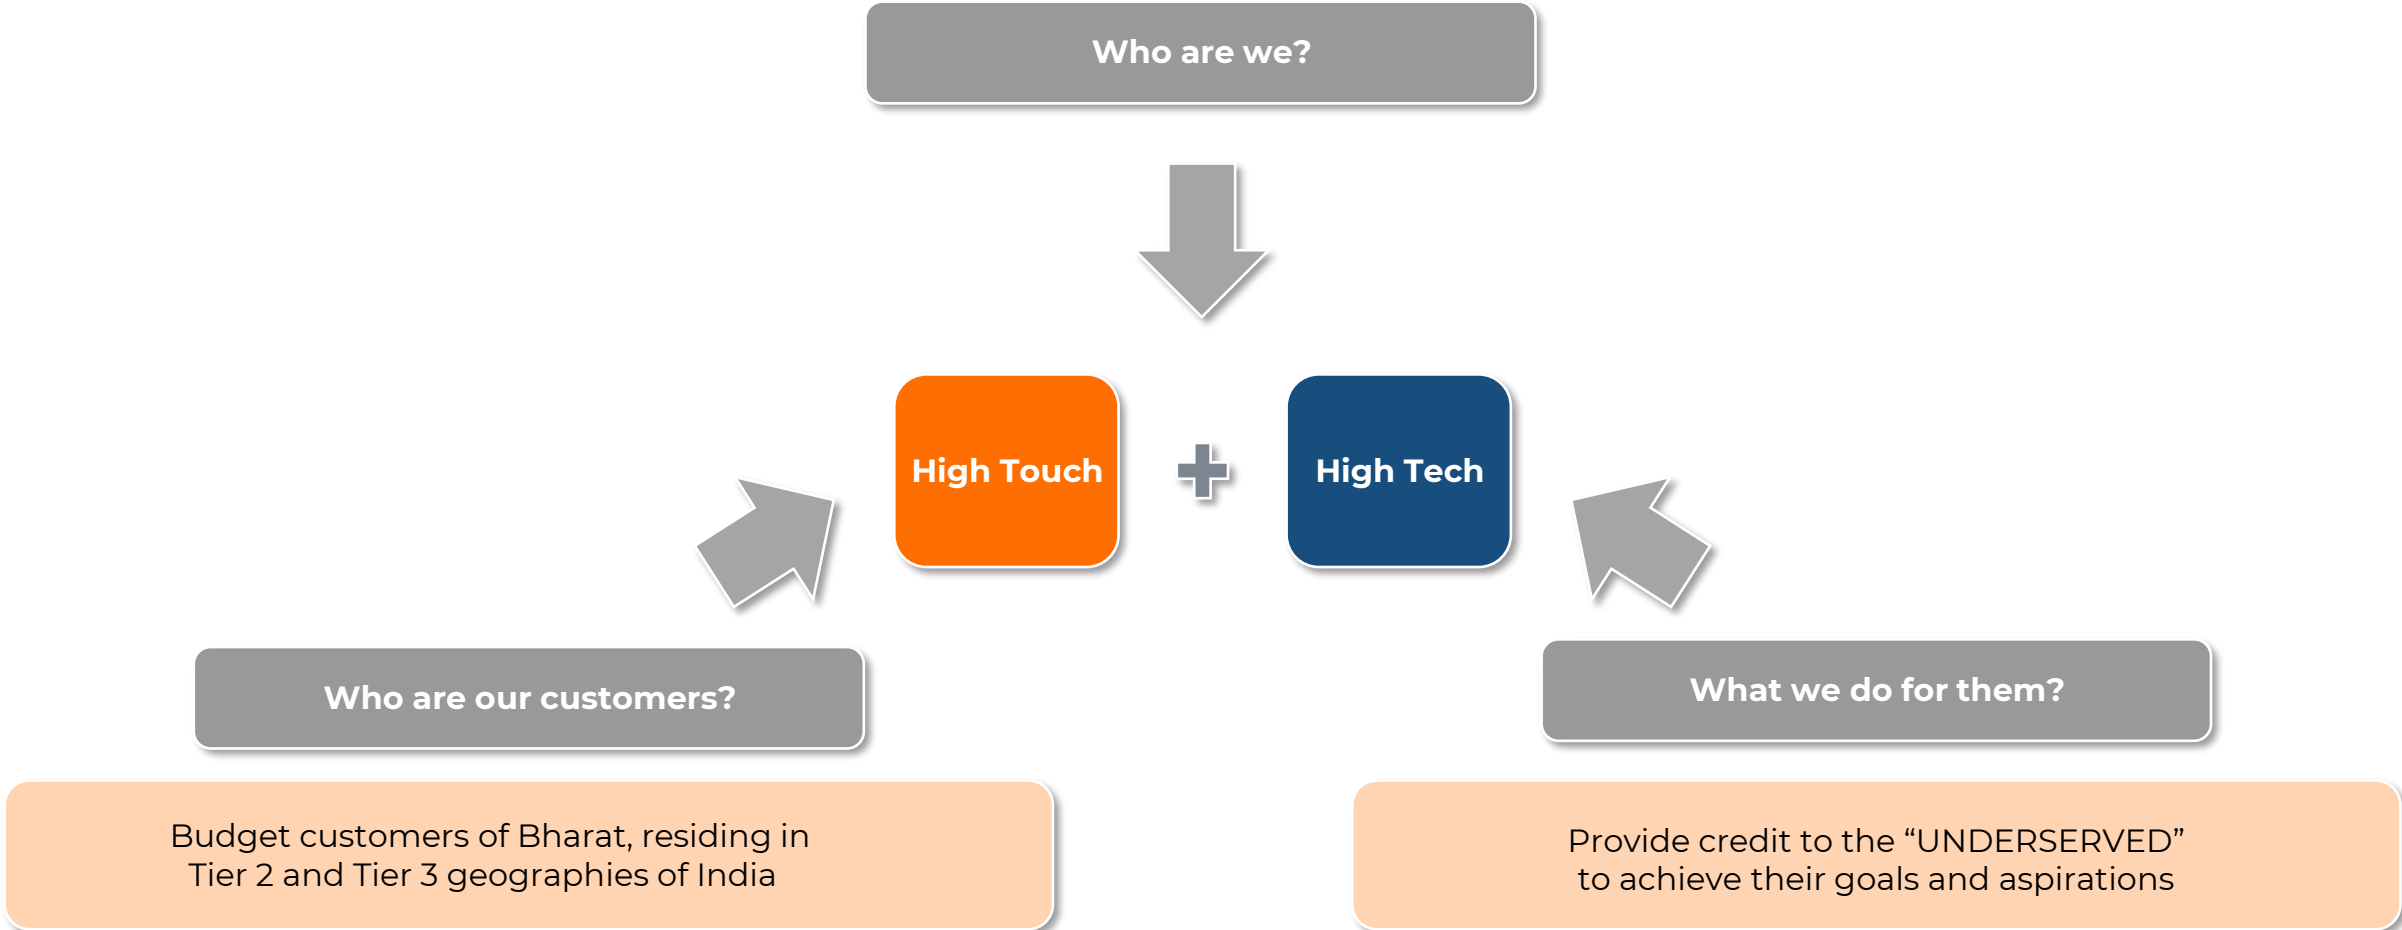 Who are we?
High Touch
High Tech
Who are our customers?
What we do for them?
Budget customers of Bharat, residing in
Tier 2 and Tier 3 geographies of India
Provide credit to the “UNDERSERVED”
to achieve their goals and aspirations